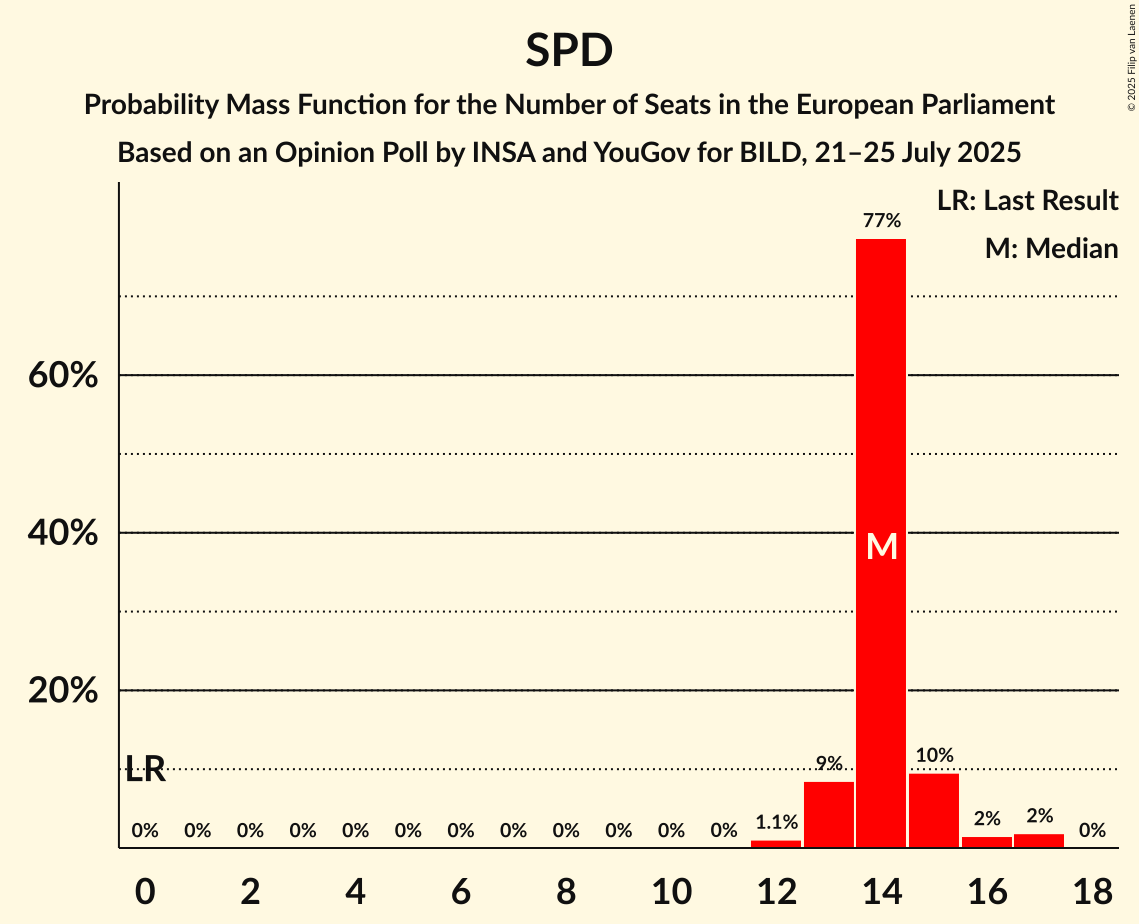 SPD
Probability Mass Function for the Number of Seats in the European Parliament
Based on an Opinion Poll by INSA and YouGov for BILD, 21–25 July 2025
© 2025 Filip van Laenen
LR: Last Result
M: Median
77%
60%
40%
M
20%
LR
0% 0% 0% 0% 0% 0% 0% 0% 0% 0% 0% 0% 1.1% 9% 10% 2% 2% 0%
0 2 4 6 8 10 12 14 16 18